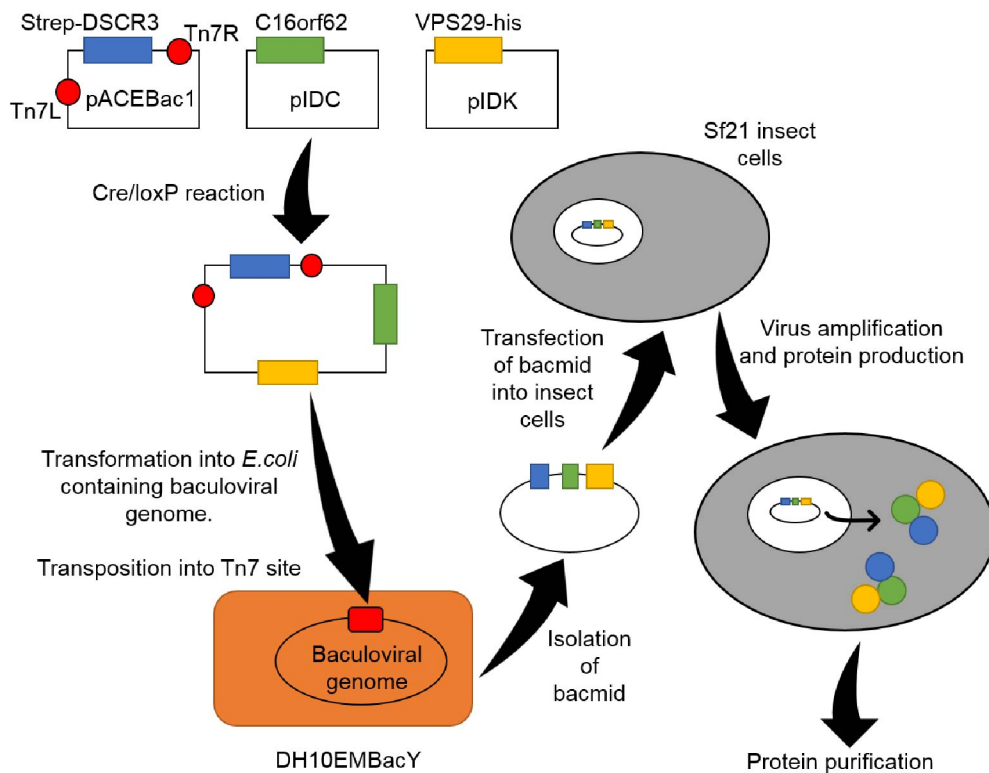 Strep-DSCR3
Tn7R
C16orf62
VPS29-his
Tn7L
pACEBac1
pIDC
pIDK
Cre/loxP reaction
Sf21 insect
cells
Transfection
of bacmid
into insect
cells
Virus amplification
and protein production
Transformation into E.coli
containing baculoviral
genome.
Transposition into Tn7 site
Baculoviral
genome
Isolation
of
bacmid
DH10EMBacY
Protein purification